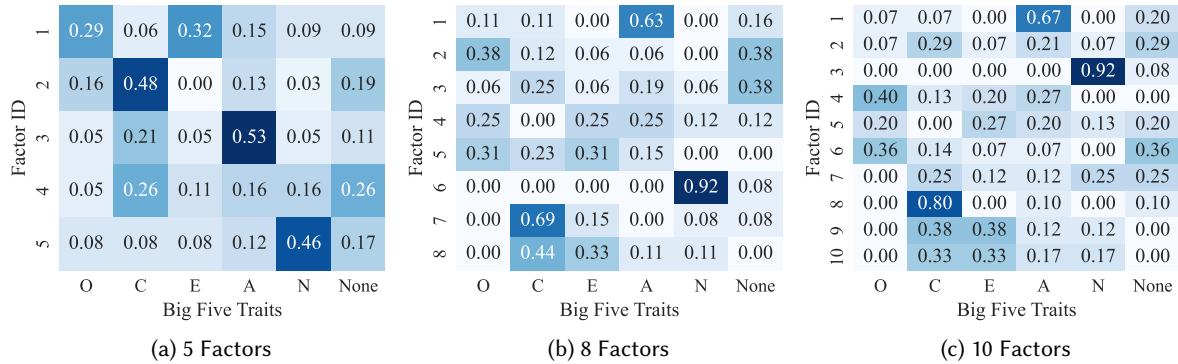 Factor ID
1 0.29 0.06 0.32 0.15 0.09 0.09
2 0.16 0.48 0.00 0.13 0.03 0.19
3 0.05 0.21 0.05 0.53 0.05 0.11
4 0.05 0.26 0.11 0.16 0.16 0.26
5 0.08 0.08 0.08 0.12 0.46 0.17
O C E A N None
Big Five Traits
(a) 5 Factors
Factor ID
1 0.11 0.11 0.00 0.63 0.00 0.16
2 0.38 0.12 0.06 0.06 0.00 0.38
3 0.06 0.25 0.06 0.19 0.06 0.38
4 0.25 0.00 0.25 0.25 0.12 0.12
5 0.31 0.23 0.31 0.15 0.00 0.00
6 0.00 0.00 0.00 0.00 0.92 0.08
7 0.00 0.69 0.15 0.00 0.08 0.08
8 0.00 0.44 0.33 0.11 0.11 0.00
O C E A N None
Big Five Traits
(b) 8 Factors
Factor ID
1 0.07 0.07 0.00 0.67 0.00 0.20
2 0.07 0.29 0.07 0.21 0.07 0.29
3 0.00 0.00 0.00 0.00 0.92 0.08
4 0.40 0.13 0.20 0.27 0.00 0.00
5 0.20 0.00 0.27 0.20 0.13 0.20
6 0.36 0.14 0.07 0.07 0.00 0.36
7 0.00 0.25 0.12 0.12 0.25 0.25
8 0.00 0.80 0.00 0.10 0.00 0.10
9 0.00 0.38 0.38 0.12 0.12 0.00
10 0.00 0.33 0.33 0.17 0.17 0.00
O C E A N None
Big Five Traits
(c) 10 Factors